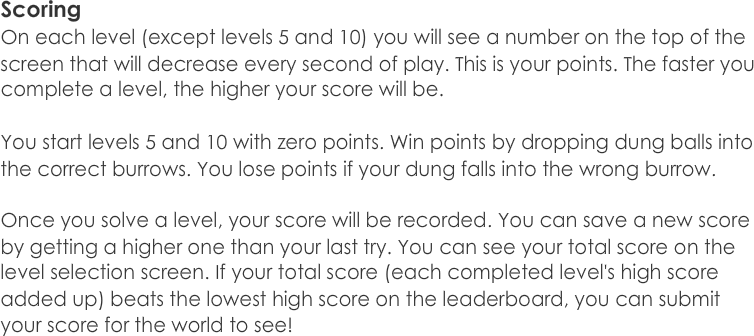 Scoring
On each level (except levels 5 and 10) you will see a number on the top of the
screen that will decrease every second of play. This is your points. The faster you
complete a level, the higher your score will be.
You start levels 5 and 10 with zero points. Win points by dropping dung balls into
the correct burrows. You lose points if your dung falls into the wrong burrow.
Once you solve a level, your score will be recorded. You can save a new score
by getting a higher one than your last try. You can see your total score on the
level selection screen. If your total score (each completed level's high score
added up) beats the lowest high score on the leaderboard, you can submit
your score for the world to see!